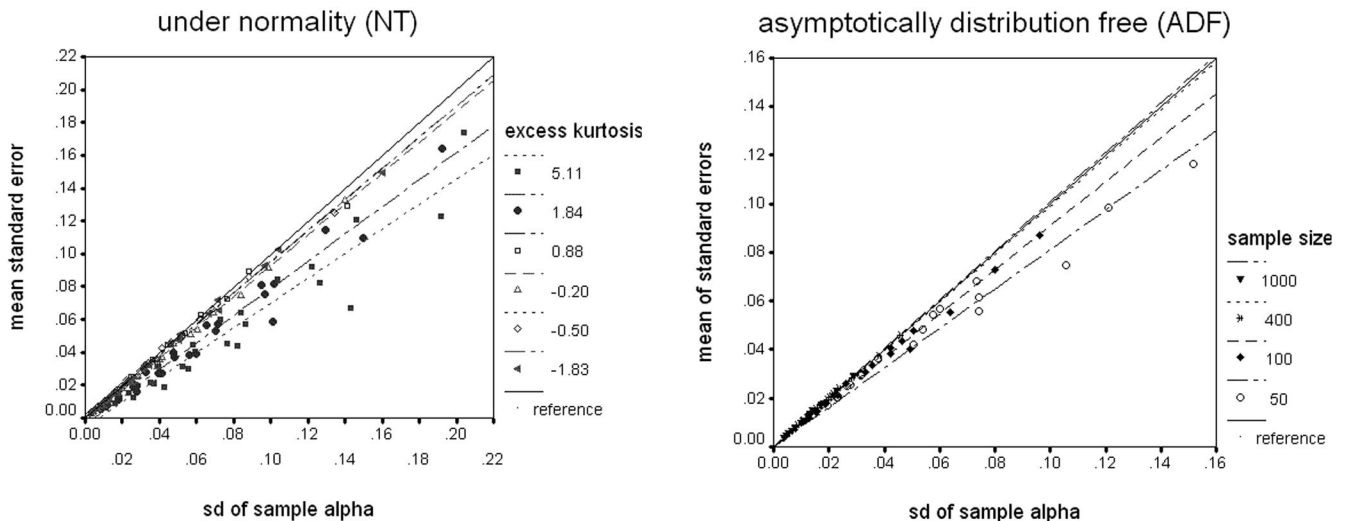 under normality (NT)
.22
.20
.18
.16
.14
.12
.10
.08
.06
.04
.02
0.00
mean standard error
0.00 .04 .08 .12 .16 .20
.02 .06 .10 .14 .18 .22
sd of sample alpha
excess kurtosis
5.11
1.84
0.88
-0.20
-0.50
-1.83
reference
asymptotically distribution free (ADF)
.16
.14
.12
.10
.08
.06
.04
.02
0.00
mean of standard errors
0.00 .02 .04 .06 .08 .10 .12 .14 .16
sd of sample alpha
sample size
1000
400
100
50
reference